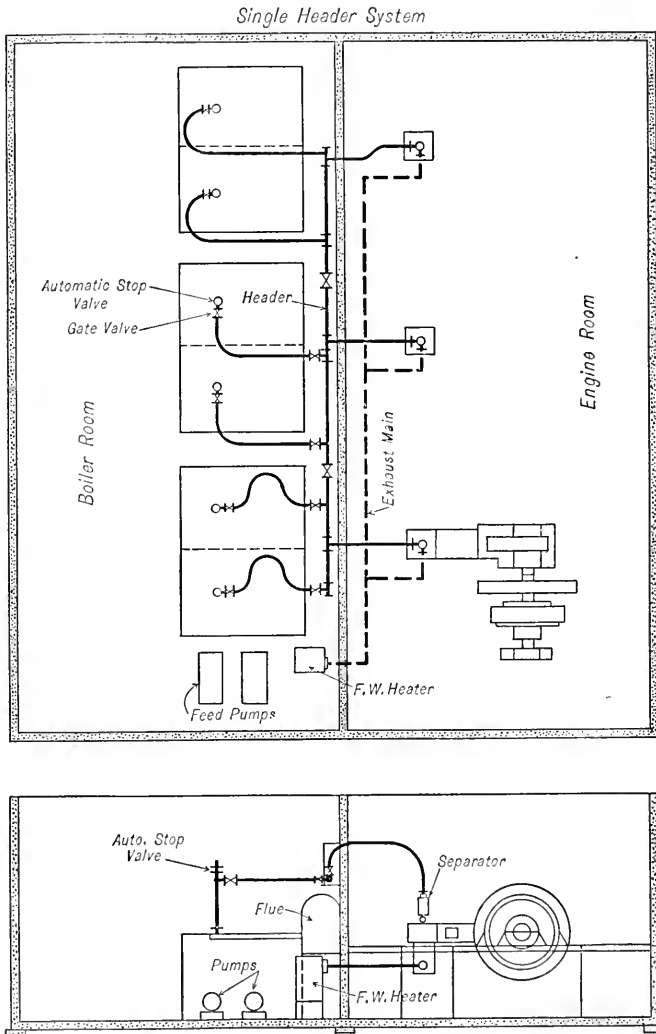 Single Header System
Automatic Stop
Valve
Gate Valve
Header
Boiler Room
Engine Room
Exhaust Main
F.W. Heater
Feed Pumps
Auto. Stop
Valve
Separator
Flue
Pumps
F.W. Heater